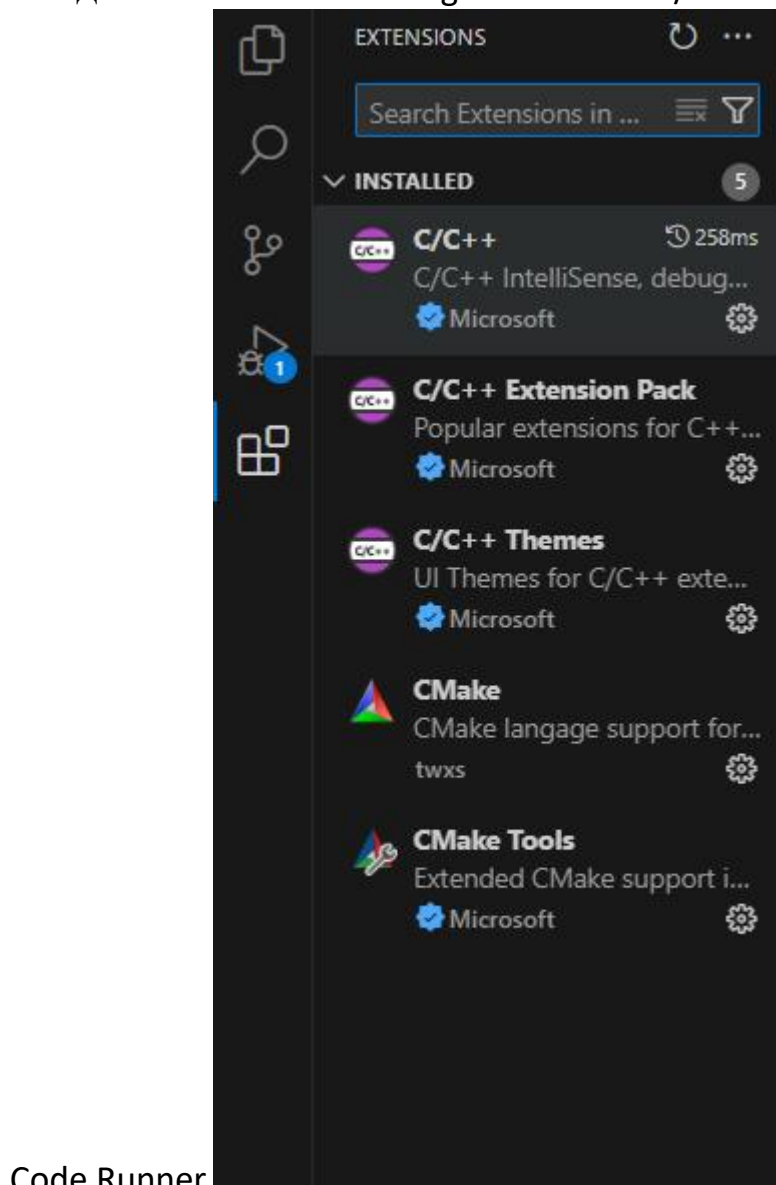 EXTENSIONS
Search Extensions in ...
INSTALLED
5
C/C++
C/C++
258ms
C/C++ IntelliSense, debug...
Microsoft
1
C/C++
C/C++ Extension Pack
Popular extensions for C++...
Microsoft
C/C++
C/C++ Themes
UI Themes for C/C++ exte...
Microsoft
CMake
CMake langage support for...
twxs
CMake Tools
Extended CMake support i...
Microsoft
Code Runner